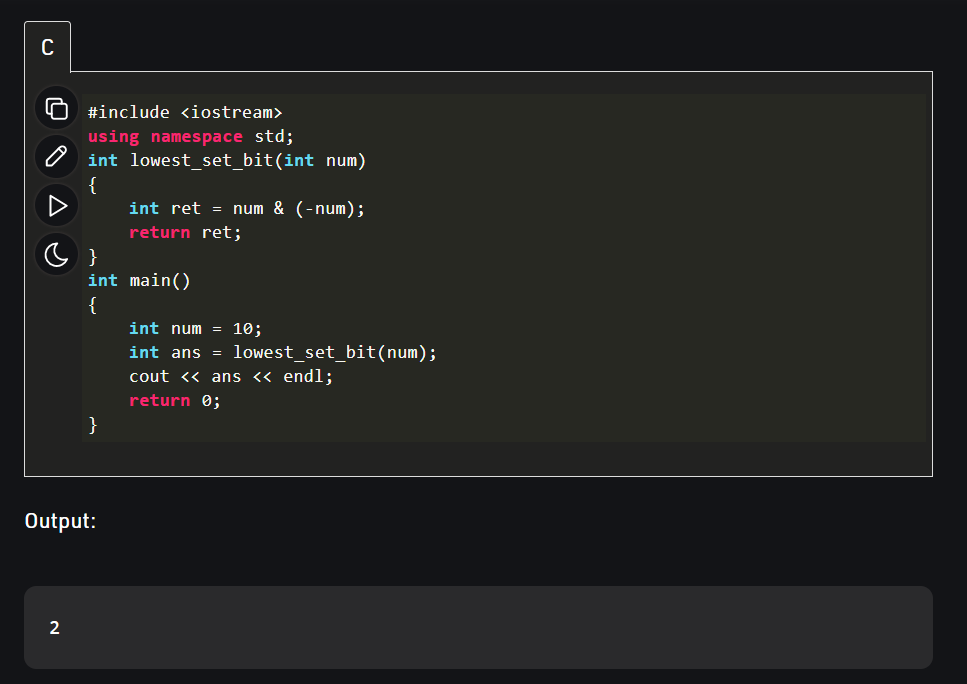 C
#include <iostream>
using namespace std;
int lowest_set_bit(int num)
{
    int ret = num & (-num);
    return ret;
}
int main()
{
    int num = 10;
    int ans = lowest_set_bit(num);
    cout << ans << endl;
    return 0;
}
Output:
2